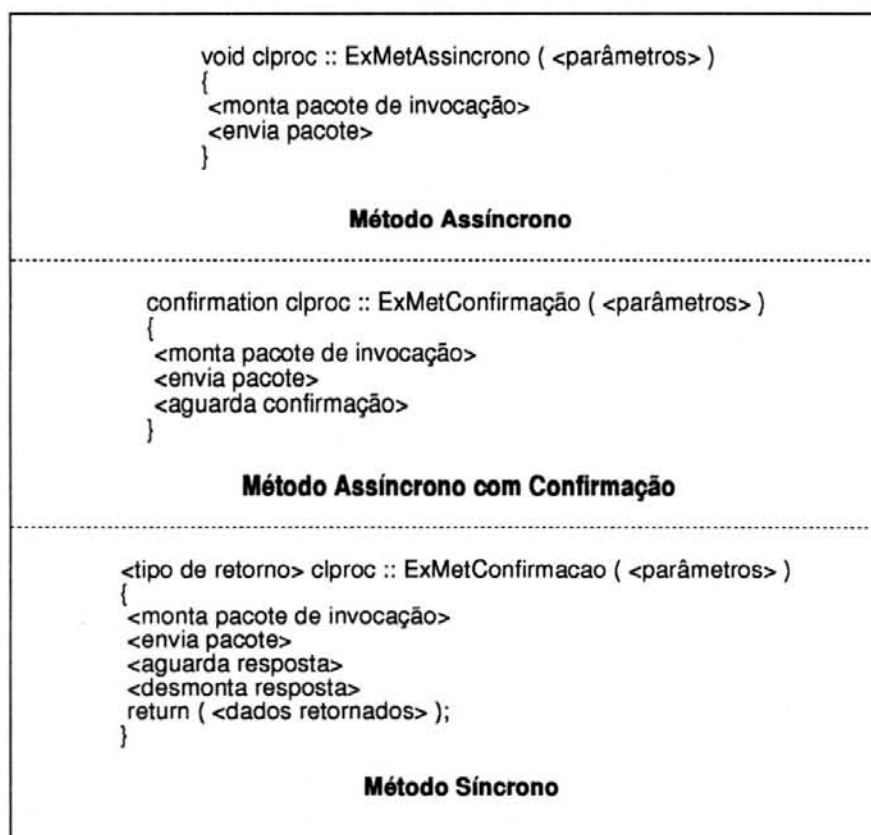 void clproc :: ExMetAssincrono ( <parâmetros> )
{
<monta pacote de invocação>
<envia pacote>
}
Método Assíncrono
confirmation clproc :: ExMetConfirmação ( <parâmetros> )
{
<monta pacote de invocação>
<envia pacote>
<aguarda confirmação>
}
Método Assíncrono com Confirmação
<tipo de retorno> clproc :: ExMetConfirmacao ( <parâmetros> )
{
<monta pacote de invocação>
<envia pacote>
<aguarda resposta>
<desmonta resposta>
return ( <dados retornados> );
}
Método Síncrono